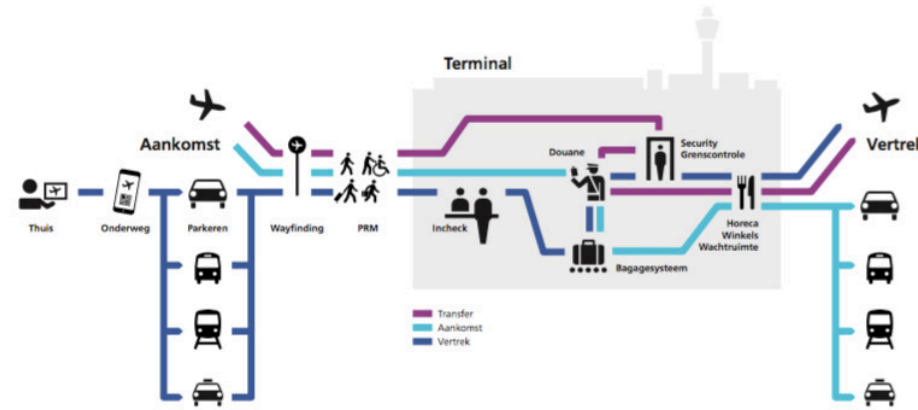 Terminal
Aankomst
Vertrek
Douane
Security
Grenscontrole
Thuis
Onderweg
Parkeren
Wayfinding
PRM
Incheck
Horeca
Winkels
Wachtruimte
Bagagesysteem
Transfer
Aankomst
Vertrek